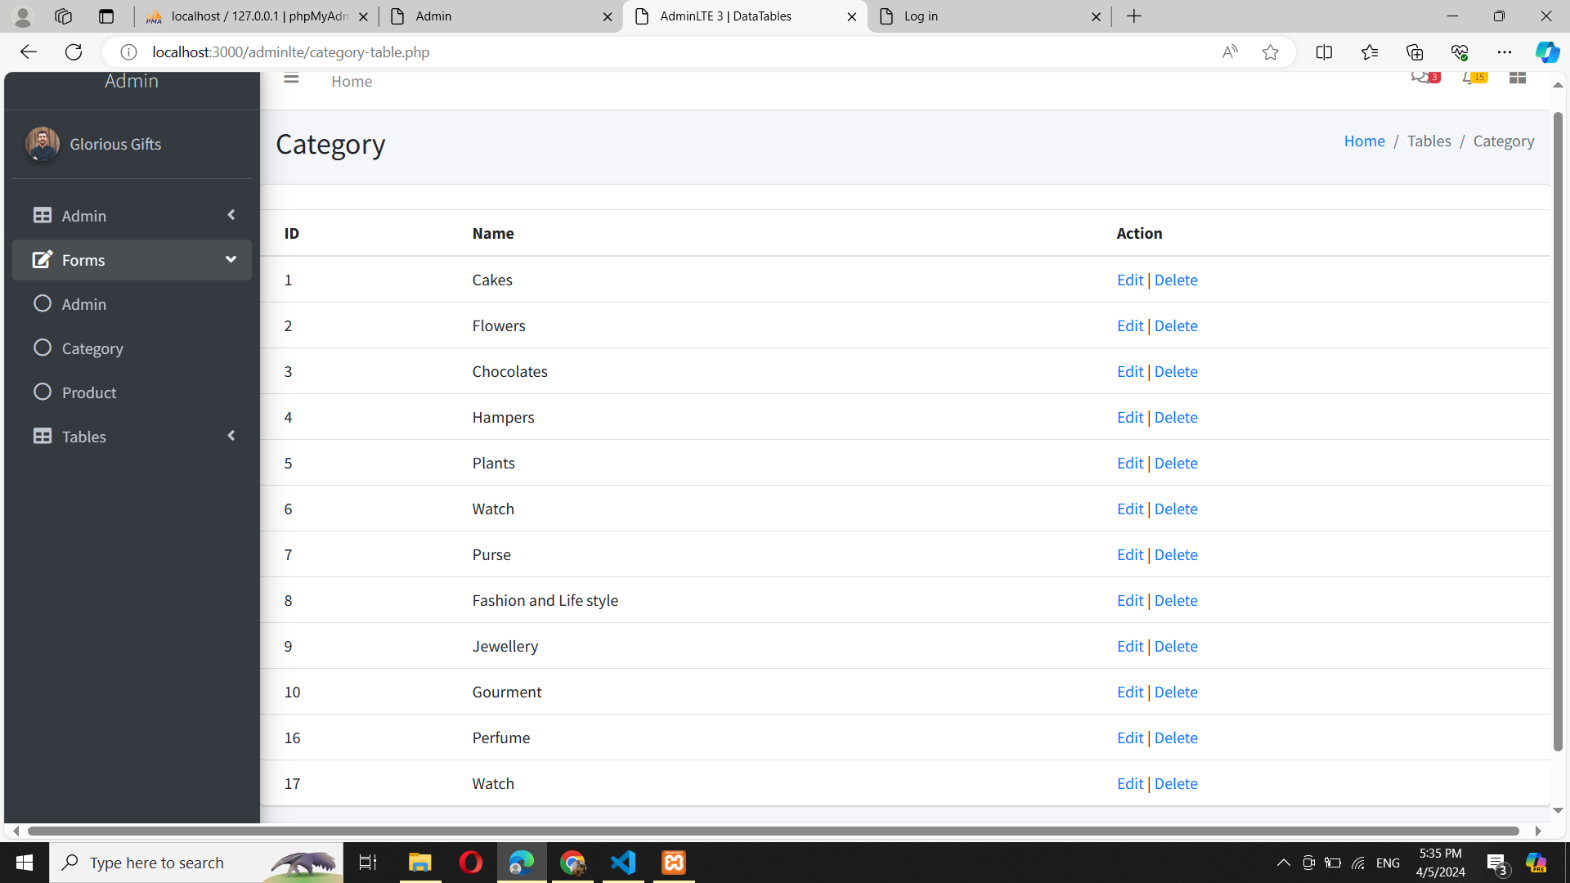 localhost / 127.0.0.1 | phpMyAdm
Admin
AdminLTE 3 | DataTables
Log in
localhost:3000/adminlte/category-table.php
Admin
Home
3
15
Glorious Gifts
Category
Home / Tables / Category
Admin
Forms
Admin
Category
Product
Tables
ID Name Action
1 Cakes Edit | Delete
2 Flowers Edit | Delete
3 Chocolates Edit | Delete
4 Hampers Edit | Delete
5 Plants Edit | Delete
6 Watch Edit | Delete
7 Purse Edit | Delete
8 Fashion and Life style Edit | Delete
9 Jewellery Edit | Delete
10 Gourment Edit | Delete
16 Perfume Edit | Delete
17 Watch Edit | Delete
Type here to search
ENG
5:35 PM
4/5/2024
3
PRE